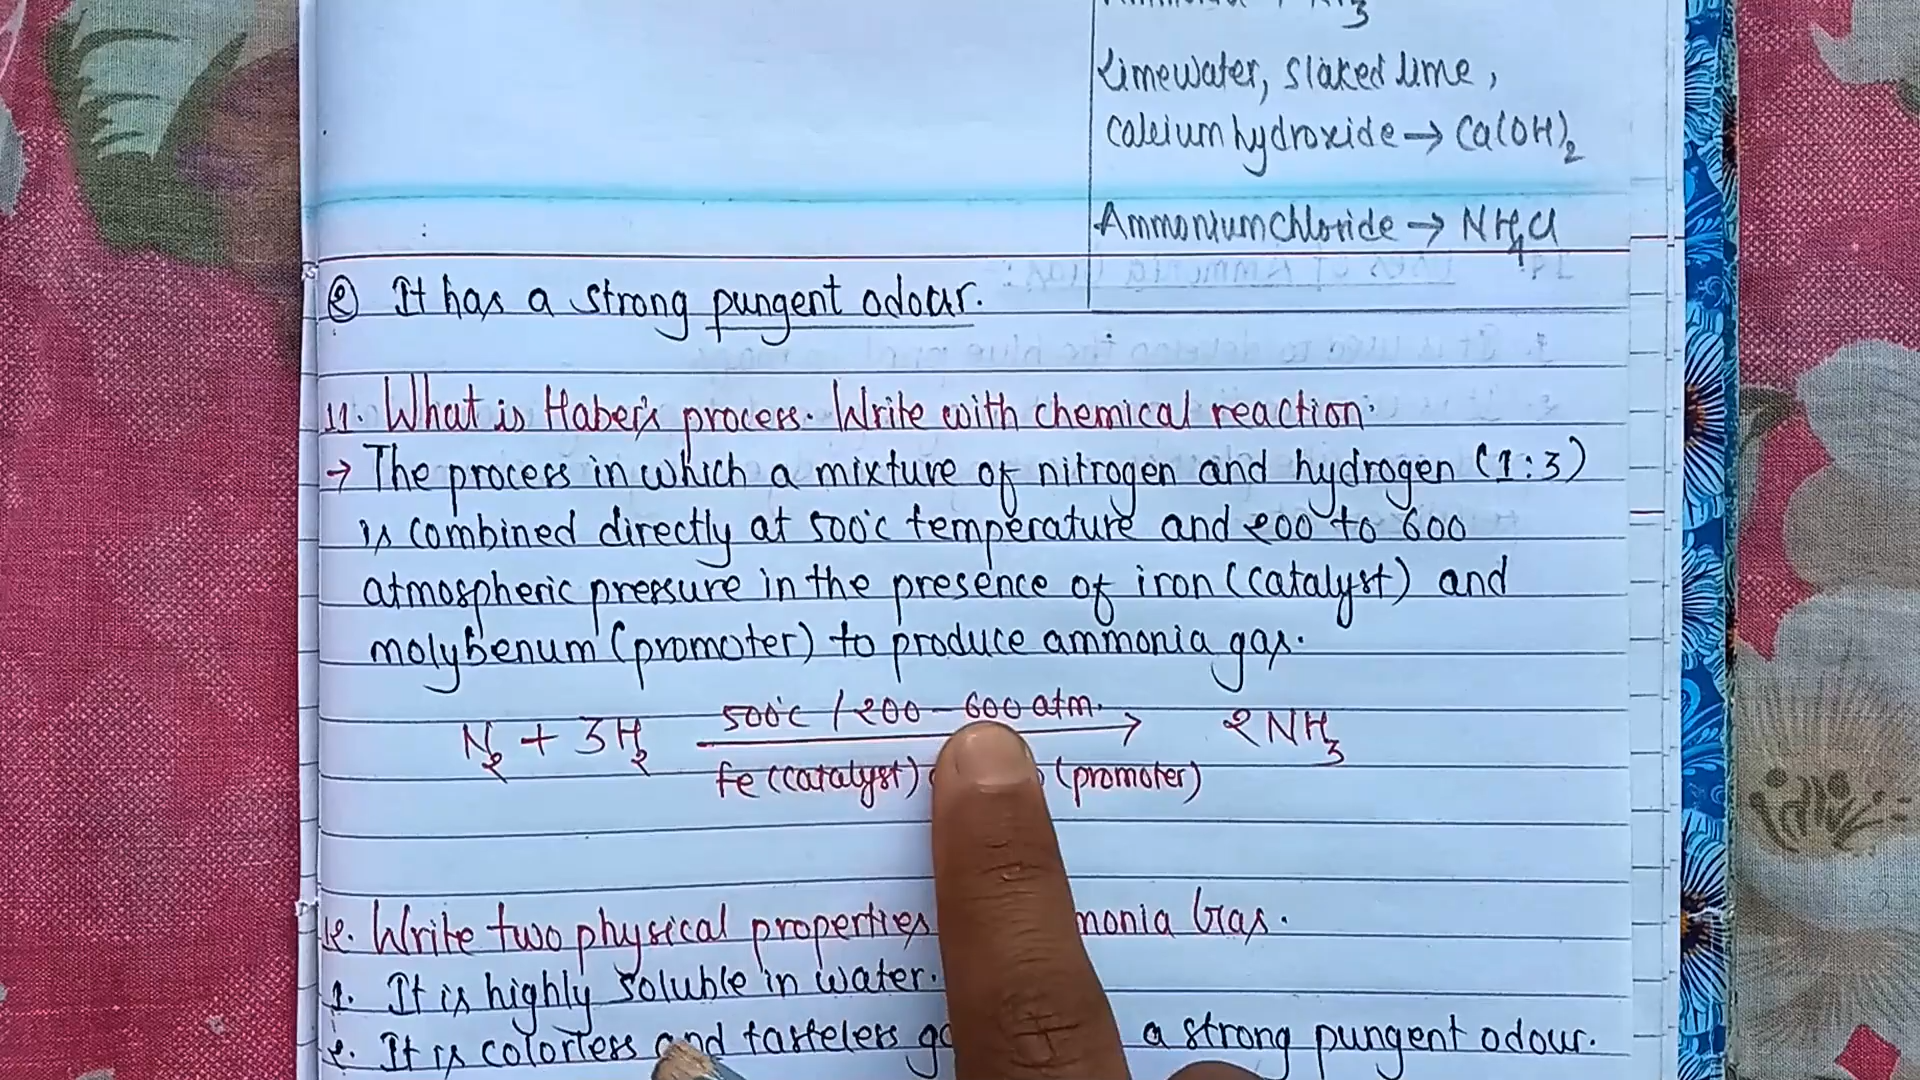 Limewater, slaked lime,
calcium hydroxide → Ca(OH)2
Ammonium chloride → NH4Cl
e It has a strong pungent odour.
11. What is Haber's process. Write with chemical reaction.
→ The process in which a mixture of nitrogen and hydrogen (1:3)
is combined directly at 500°c temperature and 200 to 600
atmospheric pressure in the presence of iron (catalyst) and
molybenum (promoter) to produce ammonia gas.
500°c / 200 - 600 atm.
N2 + 3H2 → 2NH3
fe (catalyst) (promoter)
12. Write two physical properties monia Gas.
1. It is highly soluble in water.
2. It is colorless and tasteless a strong pungent odour.